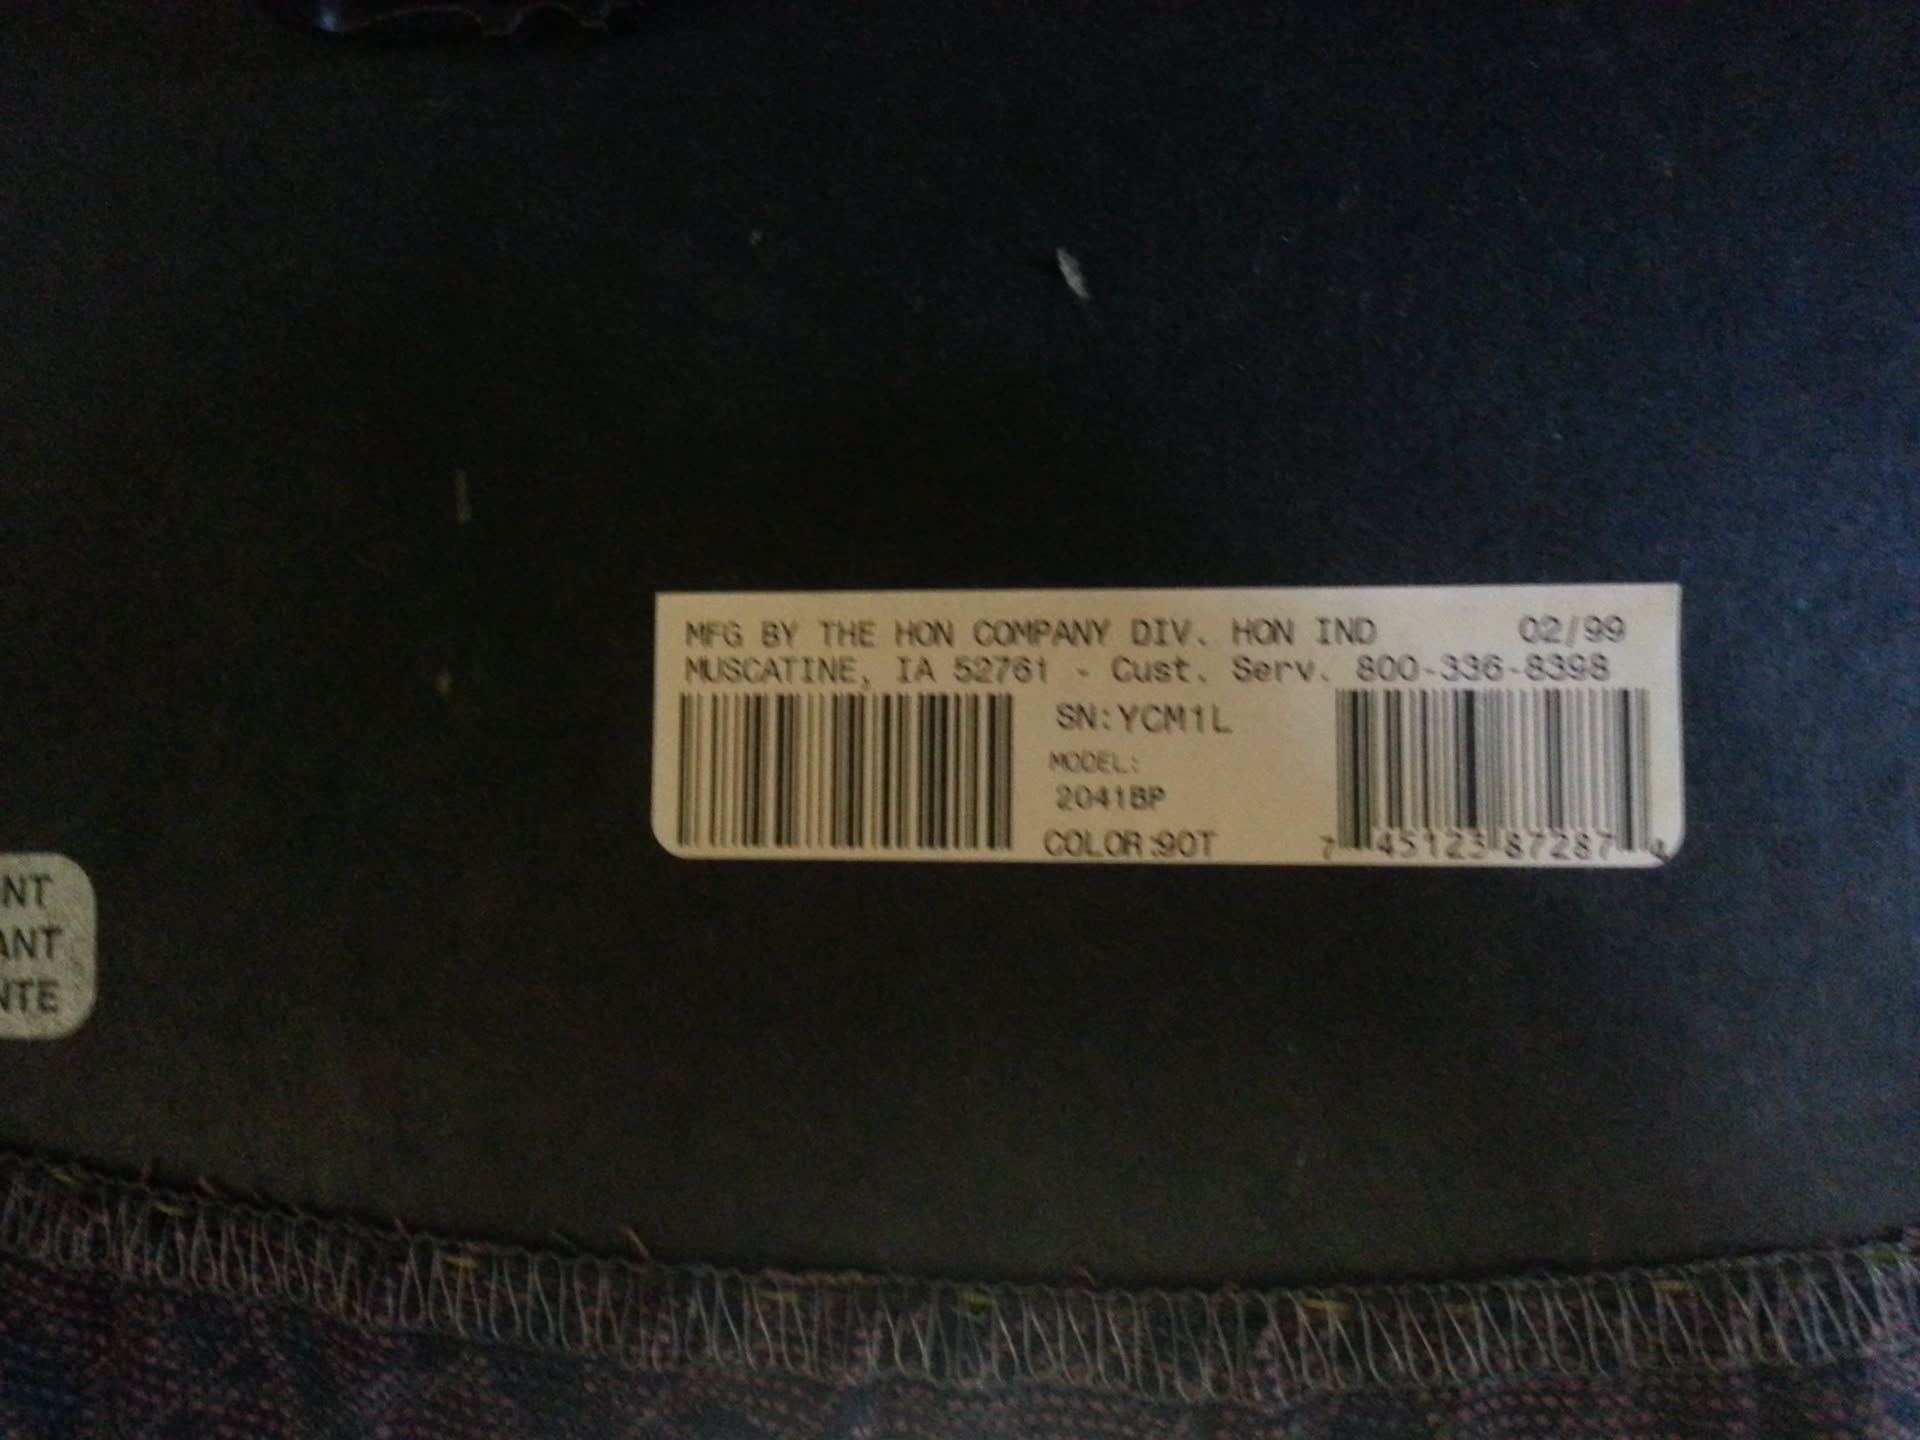 MFG BY THE HON COMPANY DIV. HON IND 02/99
MUSCATINE, IA 52761 - Cust. Serv. 800-336-8398
SN:YCM1L
MODEL:
2041BP
COLOR:90T
7 45123 87287
NT
ANT
NTE